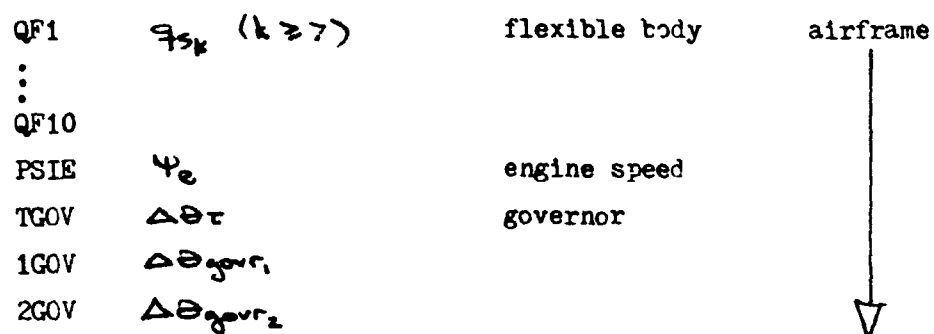 QF1 q_{s_k} (k ≥ 7) flexible body airframe
⋮
QF10
PSIE Ψ_e engine speed
TGOV Δθ_t governor
1GOV Δθ_{govr_1}
2GOV Δθ_{govr_2}